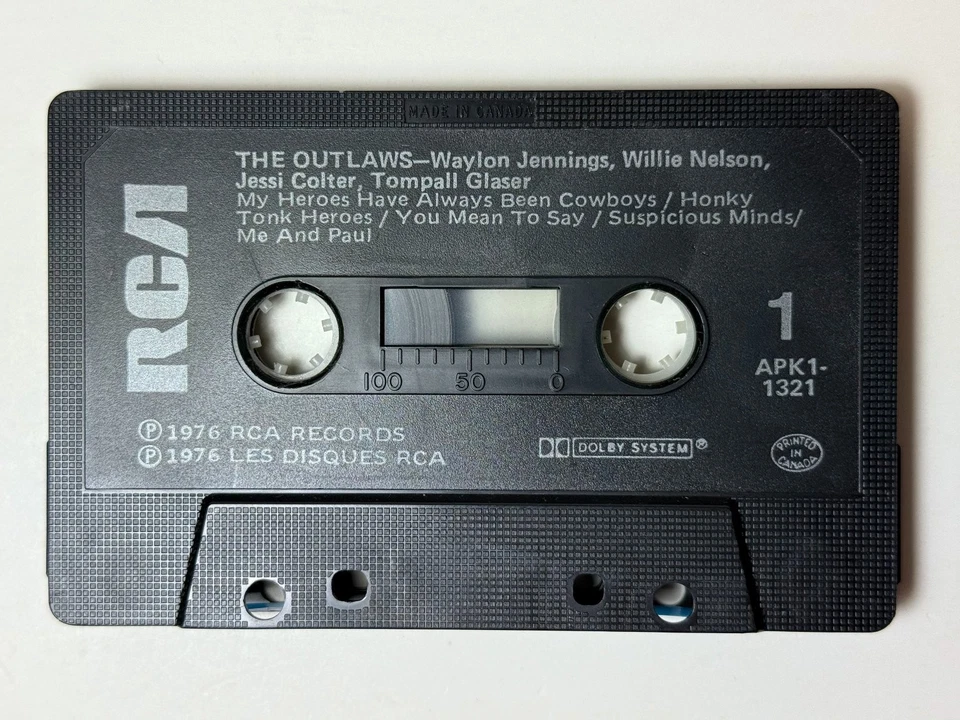 MADE IN CANADA
THE OUTLAWS—Waylon Jennings, Willie Nelson,
Jessi Colter, Tompall Glaser
My Heroes Have Always Been Cowboys / Honky
Tonk Heroes / You Mean To Say / Suspicious Minds/
Me And Paul
RCA
1
APK1-
1321
100 50 0
Ⓟ 1976 RCA RECORDS
Ⓟ 1976 LES DISQUES RCA
DOLBY SYSTEM®
PRINTED
IN
CANADA